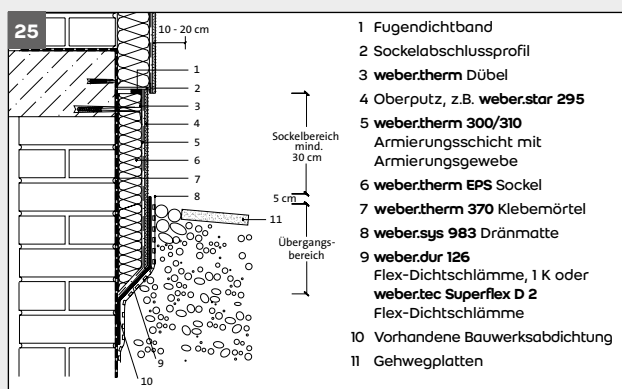 25
10 - 20 cm
1
2
3
4
5
6
7
8
Sockelbereich
mind.
30 cm
5 cm
11
Übergangs-
bereich
9
10
1 Fugendichtband
2 Sockelabschlussprofil
3 weber.therm Dübel
4 Oberputz, z.B. weber.star 295
5 weber.therm 300/310
Armierungsschicht mit
Armierungsgewebe
6 weber.therm EPS Sockel
7 weber.therm 370 Klebemörtel
8 weber.sys 983 Dränmatte
9 weber.dur 126
Flex-Dichtschlämme, 1 K oder
weber.tec Superflex D 2
Flex-Dichtschlämme
10 Vorhandene Bauwerksabdichtung
11 Gehwegplatten